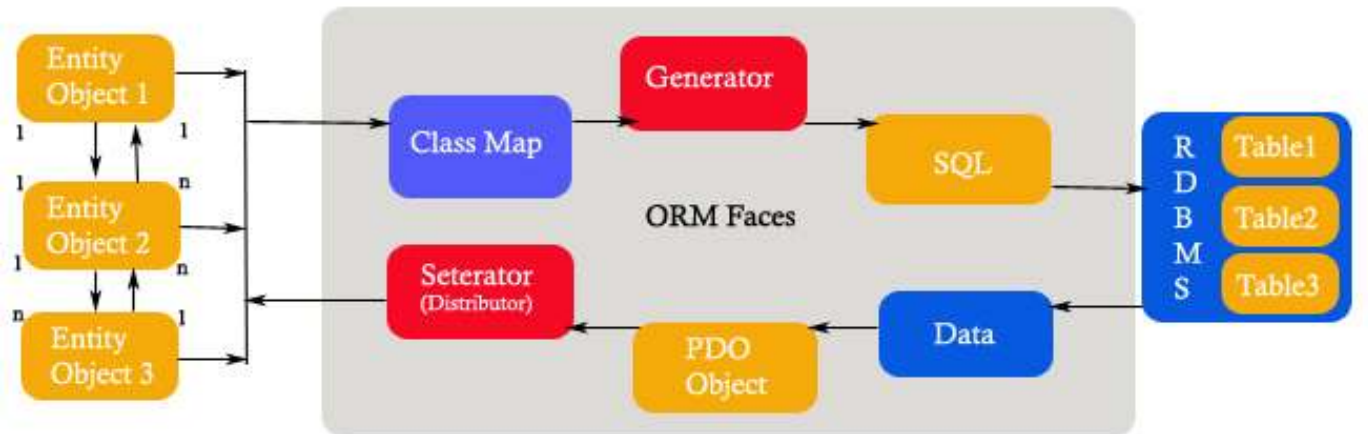 Entity
Object 1
1
1
1
n
Entity
Object 2
1
n
n
1
Entity
Object 3
Class Map
Generator
SQL
ORM Faces
Seterator
(Distributor)
PDO
Object
Data
R
D
B
M
S
Table1
Table2
Table3